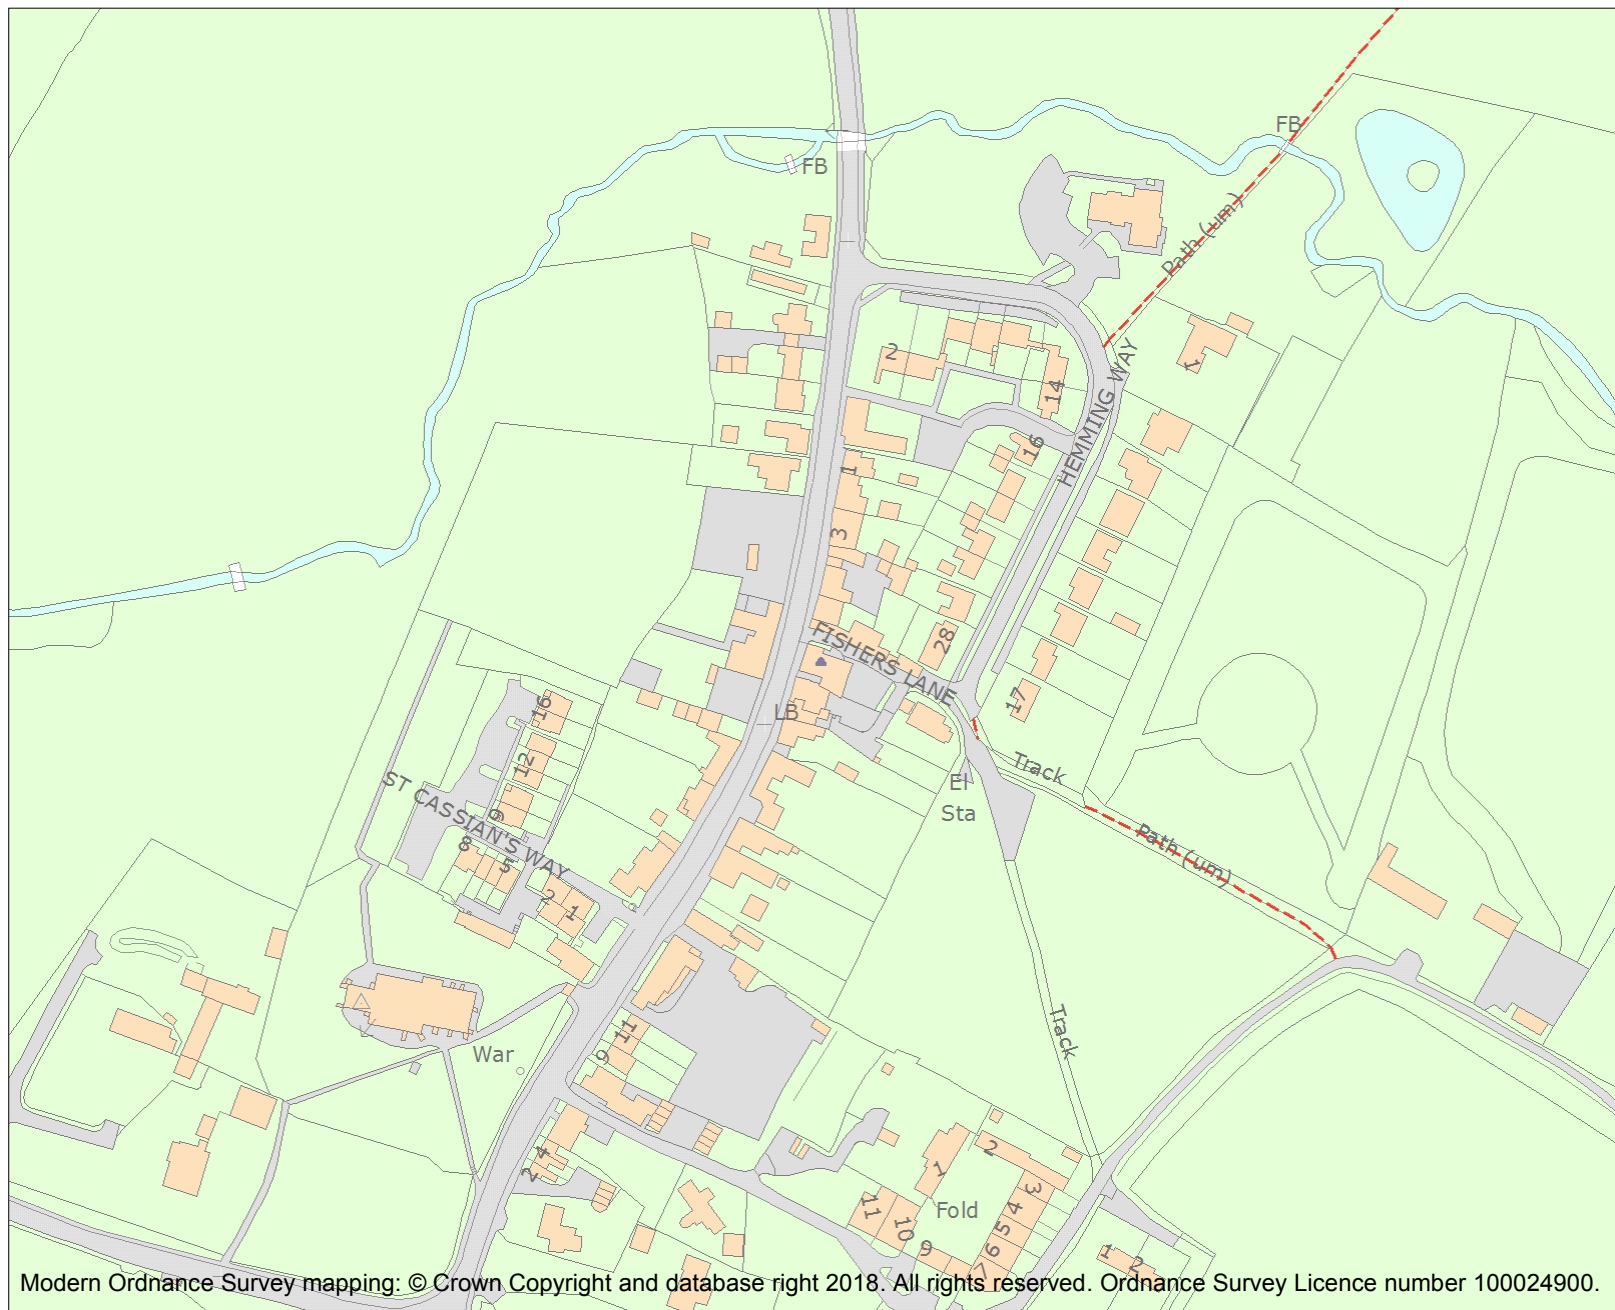 FB
FB
Path (um)
2
1
14
HEMMING WAY
16
1
3
FISHERS LANE
28
17
LB
16
12
Track
El
Sta
ST CASSIAN'S WAY
9
8
5
Path (um)
2
1
Track
11
9
War
4
2
1
2
3
4
5
6
7
11
10
9
Fold
1
2
Modern Ordnance Survey mapping: © Crown Copyright and database right 2018. All rights reserved. Ordnance Survey Licence number 100024900.